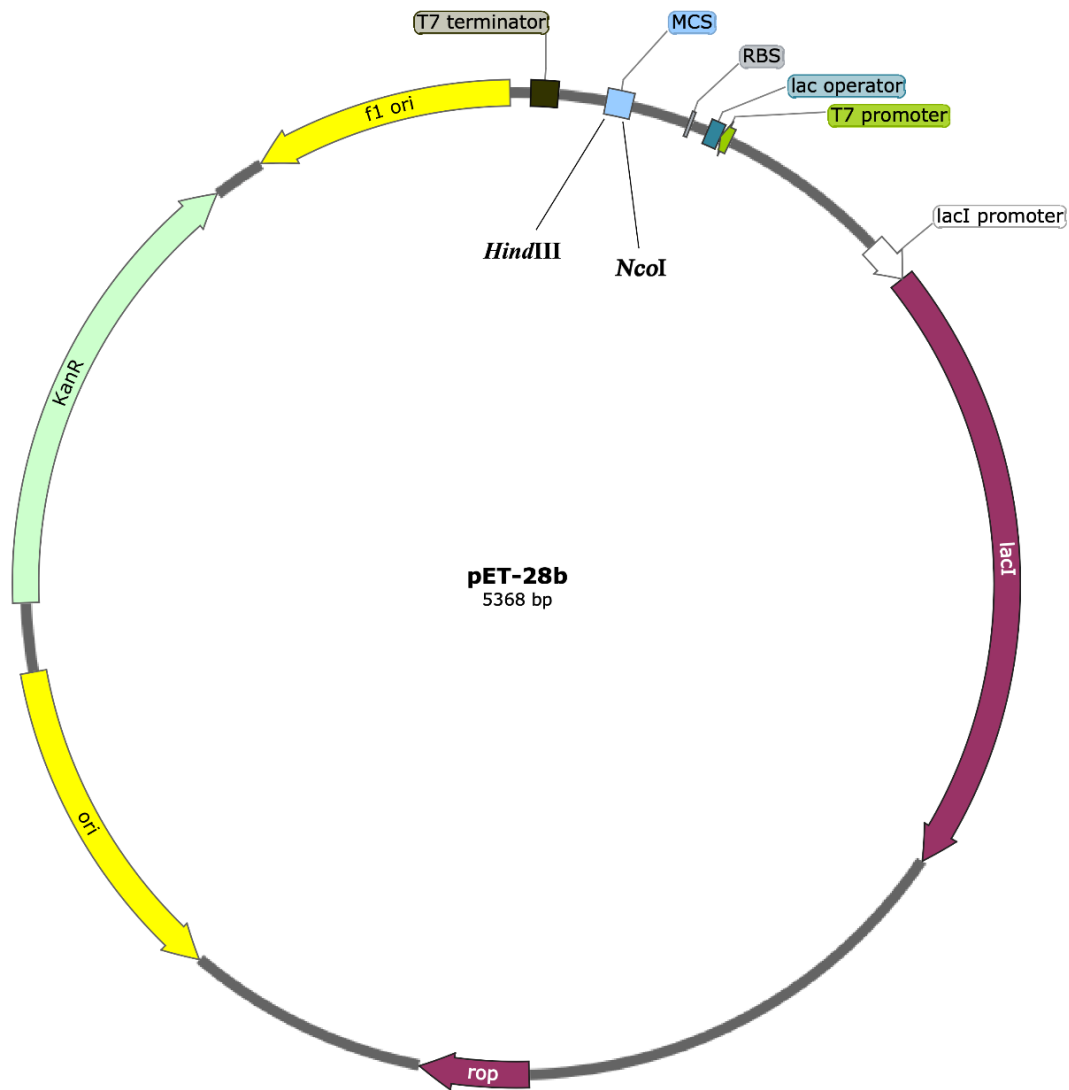 T7 terminator
MCS
RBS
lac operator
T7 promoter
f1 ori
lacI promoter
HindIII
NcoI
KanR
lacI
pET-28b
5368 bp
ori
rop